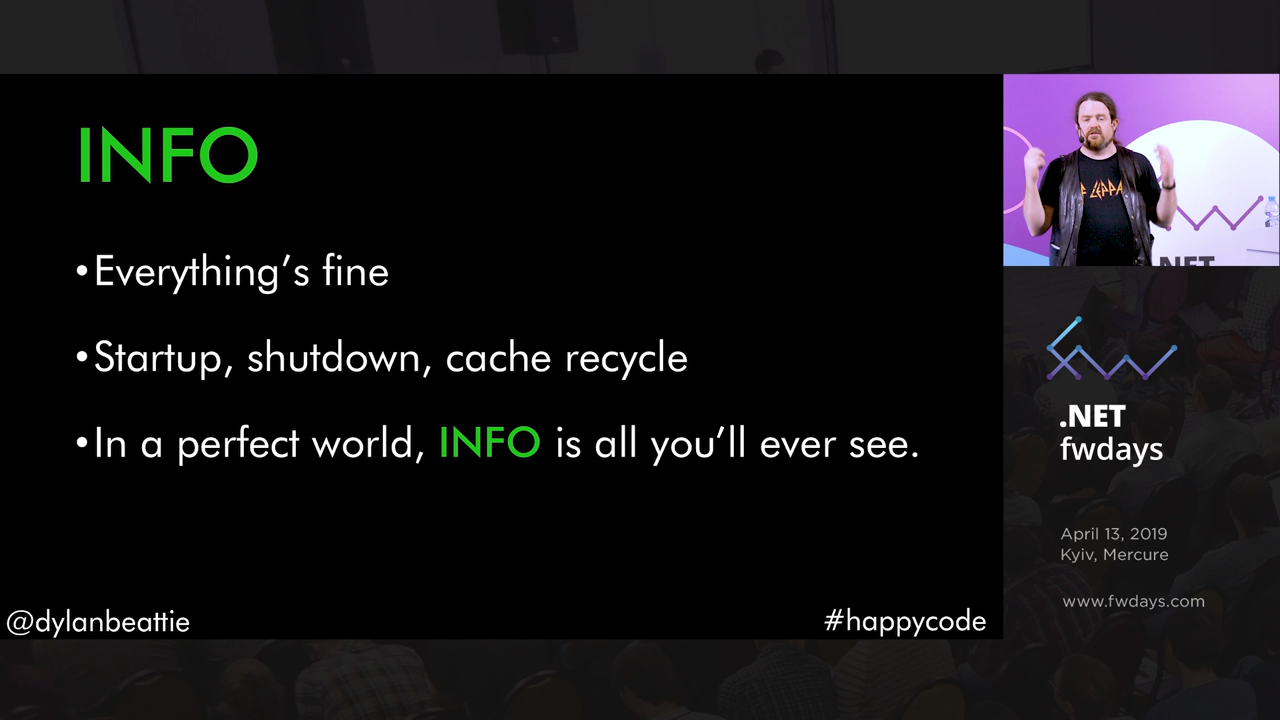 INFO
•Everything’s fine
•Startup, shutdown, cache recycle
•In a perfect world, INFO is all you’ll ever see.
@dylanbeattie
#happycode
.NET
.NET
fwdays
April 13, 2019
Kyiv, Mercure
www.fwdays.com